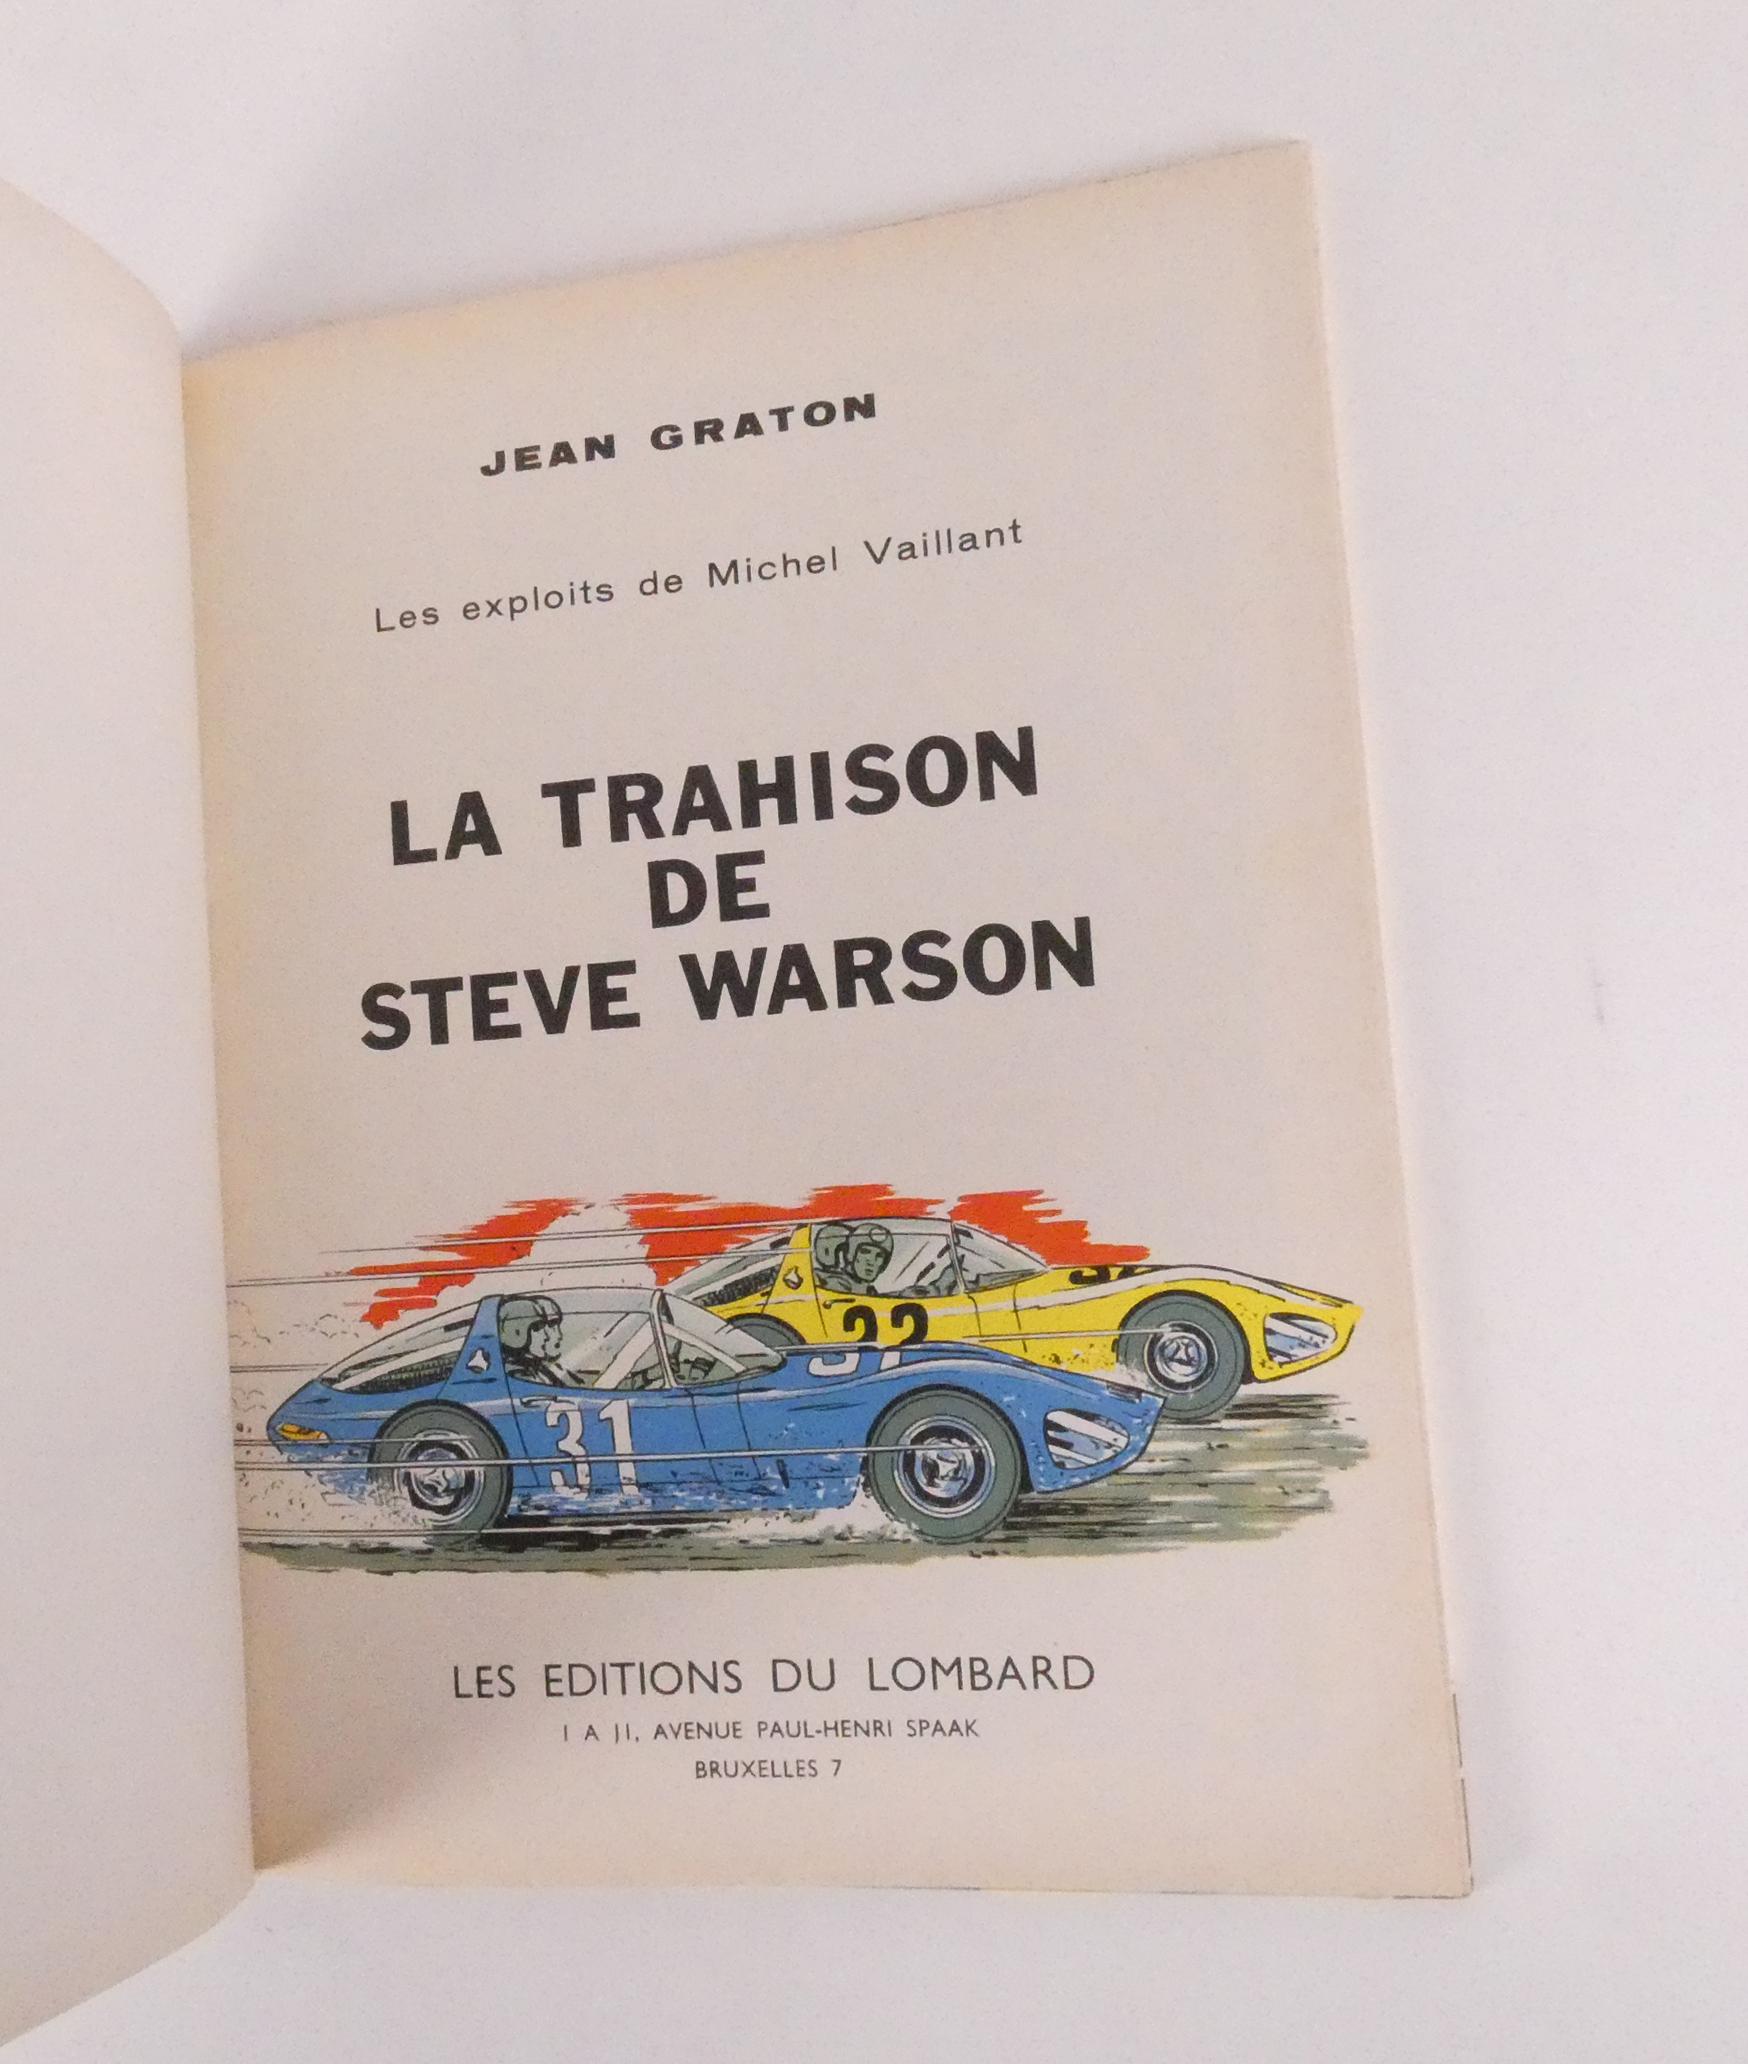 JEAN GRATON
Les exploits de Michel Vaillant
LA TRAHISON
DE
STEVE WARSON
32
31
LES EDITIONS DU LOMBARD
1 A 11, AVENUE PAUL-HENRI SPAAK
BRUXELLES 7